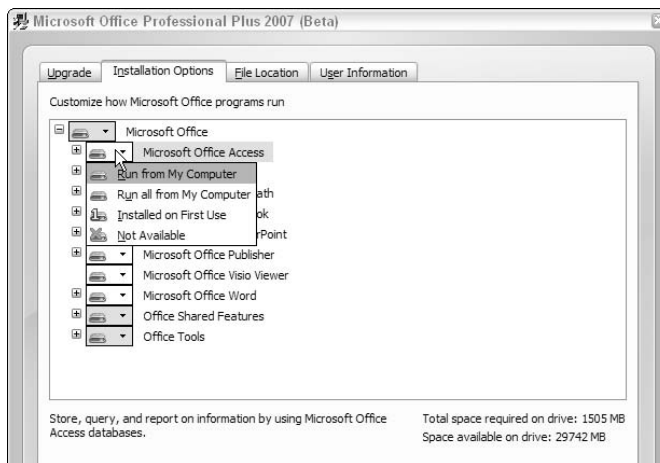 Microsoft Office Professional Plus 2007 (Beta)
Upgrade Installation Options File Location User Information
Customize how Microsoft Office programs run
Microsoft Office
Microsoft Office Access
Run from My Computer
Run all from My Computer ath
Installed on First Use ok
Not Available rPoint
Microsoft Office Publisher
Microsoft Office Visio Viewer
Microsoft Office Word
Office Shared Features
Office Tools
Store, query, and report on information by using Microsoft Office
Access databases.
Total space required on drive: 1505 MB
Space available on drive: 29742 MB